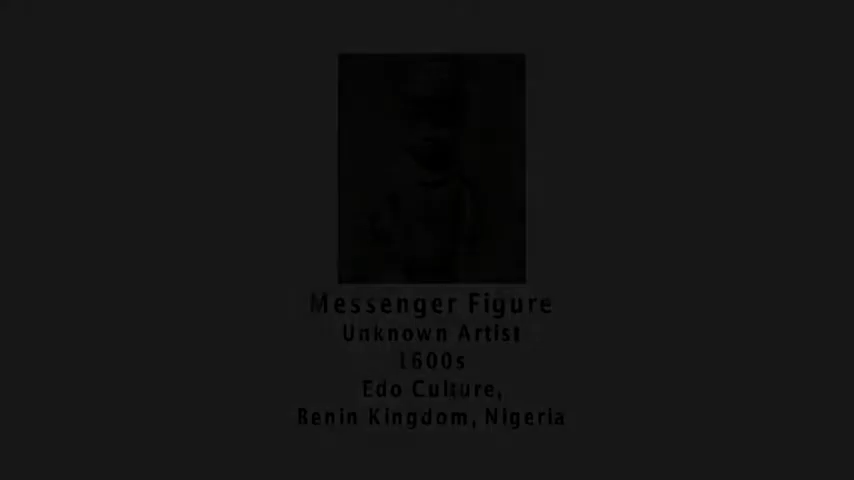 Messenger Figure
Unknown Artist
1600s
Edo Culture,
Benin Kingdom, Nigeria